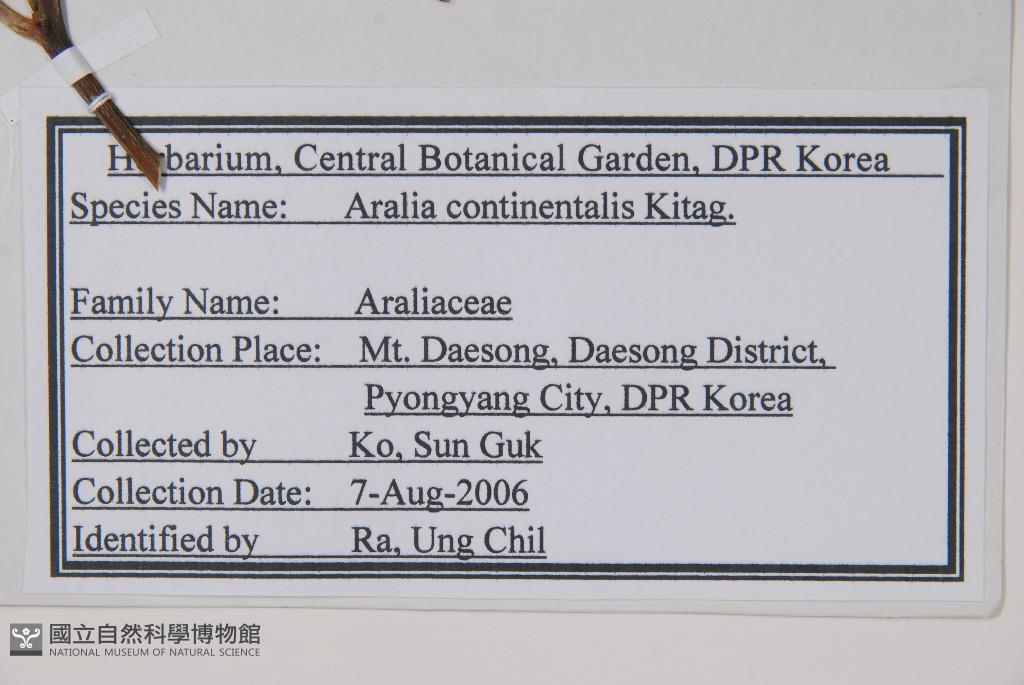 Herbarium, Central Botanical Garden, DPR Korea
Species Name: Aralia continentalis Kitag.
Family Name: Araliaceae
Collection Place: Mt. Daesong, Daesong District,
Pyongyang City, DPR Korea
Collected by Ko, Sun Guk
Collection Date: 7-Aug-2006
Identified by Ra, Ung Chil
國立自然科學博物館
NATIONAL MUSEUM OF NATURAL SCIENCE